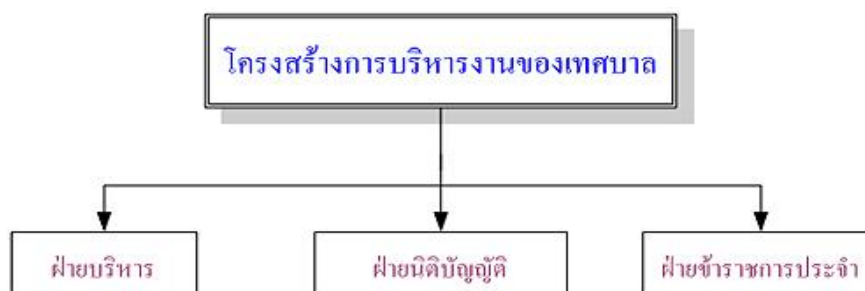 โครงสร้างการบริหารงานของเทศบาล
ฝ่ายบริหาร
ฝ่ายนิติบัญญัติ
ฝ่ายข้าราชการประจำ